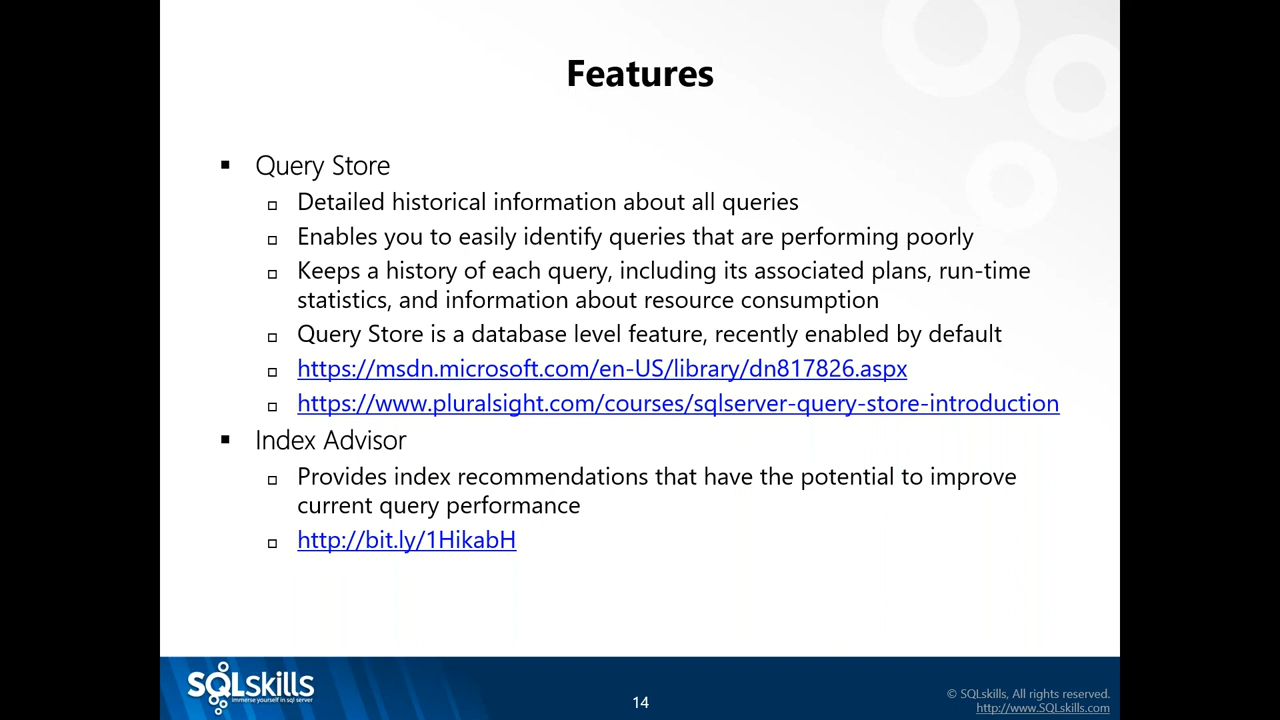 Features
▪ Query Store
▫ Detailed historical information about all queries
▫ Enables you to easily identify queries that are performing poorly
▫ Keeps a history of each query, including its associated plans, run-time
statistics, and information about resource consumption
▫ Query Store is a database level feature, recently enabled by default
▫ https://msdn.microsoft.com/en-US/library/dn817826.aspx
▫ https://www.pluralsight.com/courses/sqlserver-query-store-introduction
▪ Index Advisor
▫ Provides index recommendations that have the potential to improve
current query performance
▫ http://bit.ly/1HikabH
SQLskills
immerse yourself in sql server
14
© SQLskills, All rights reserved.
http://www.SQLskills.com